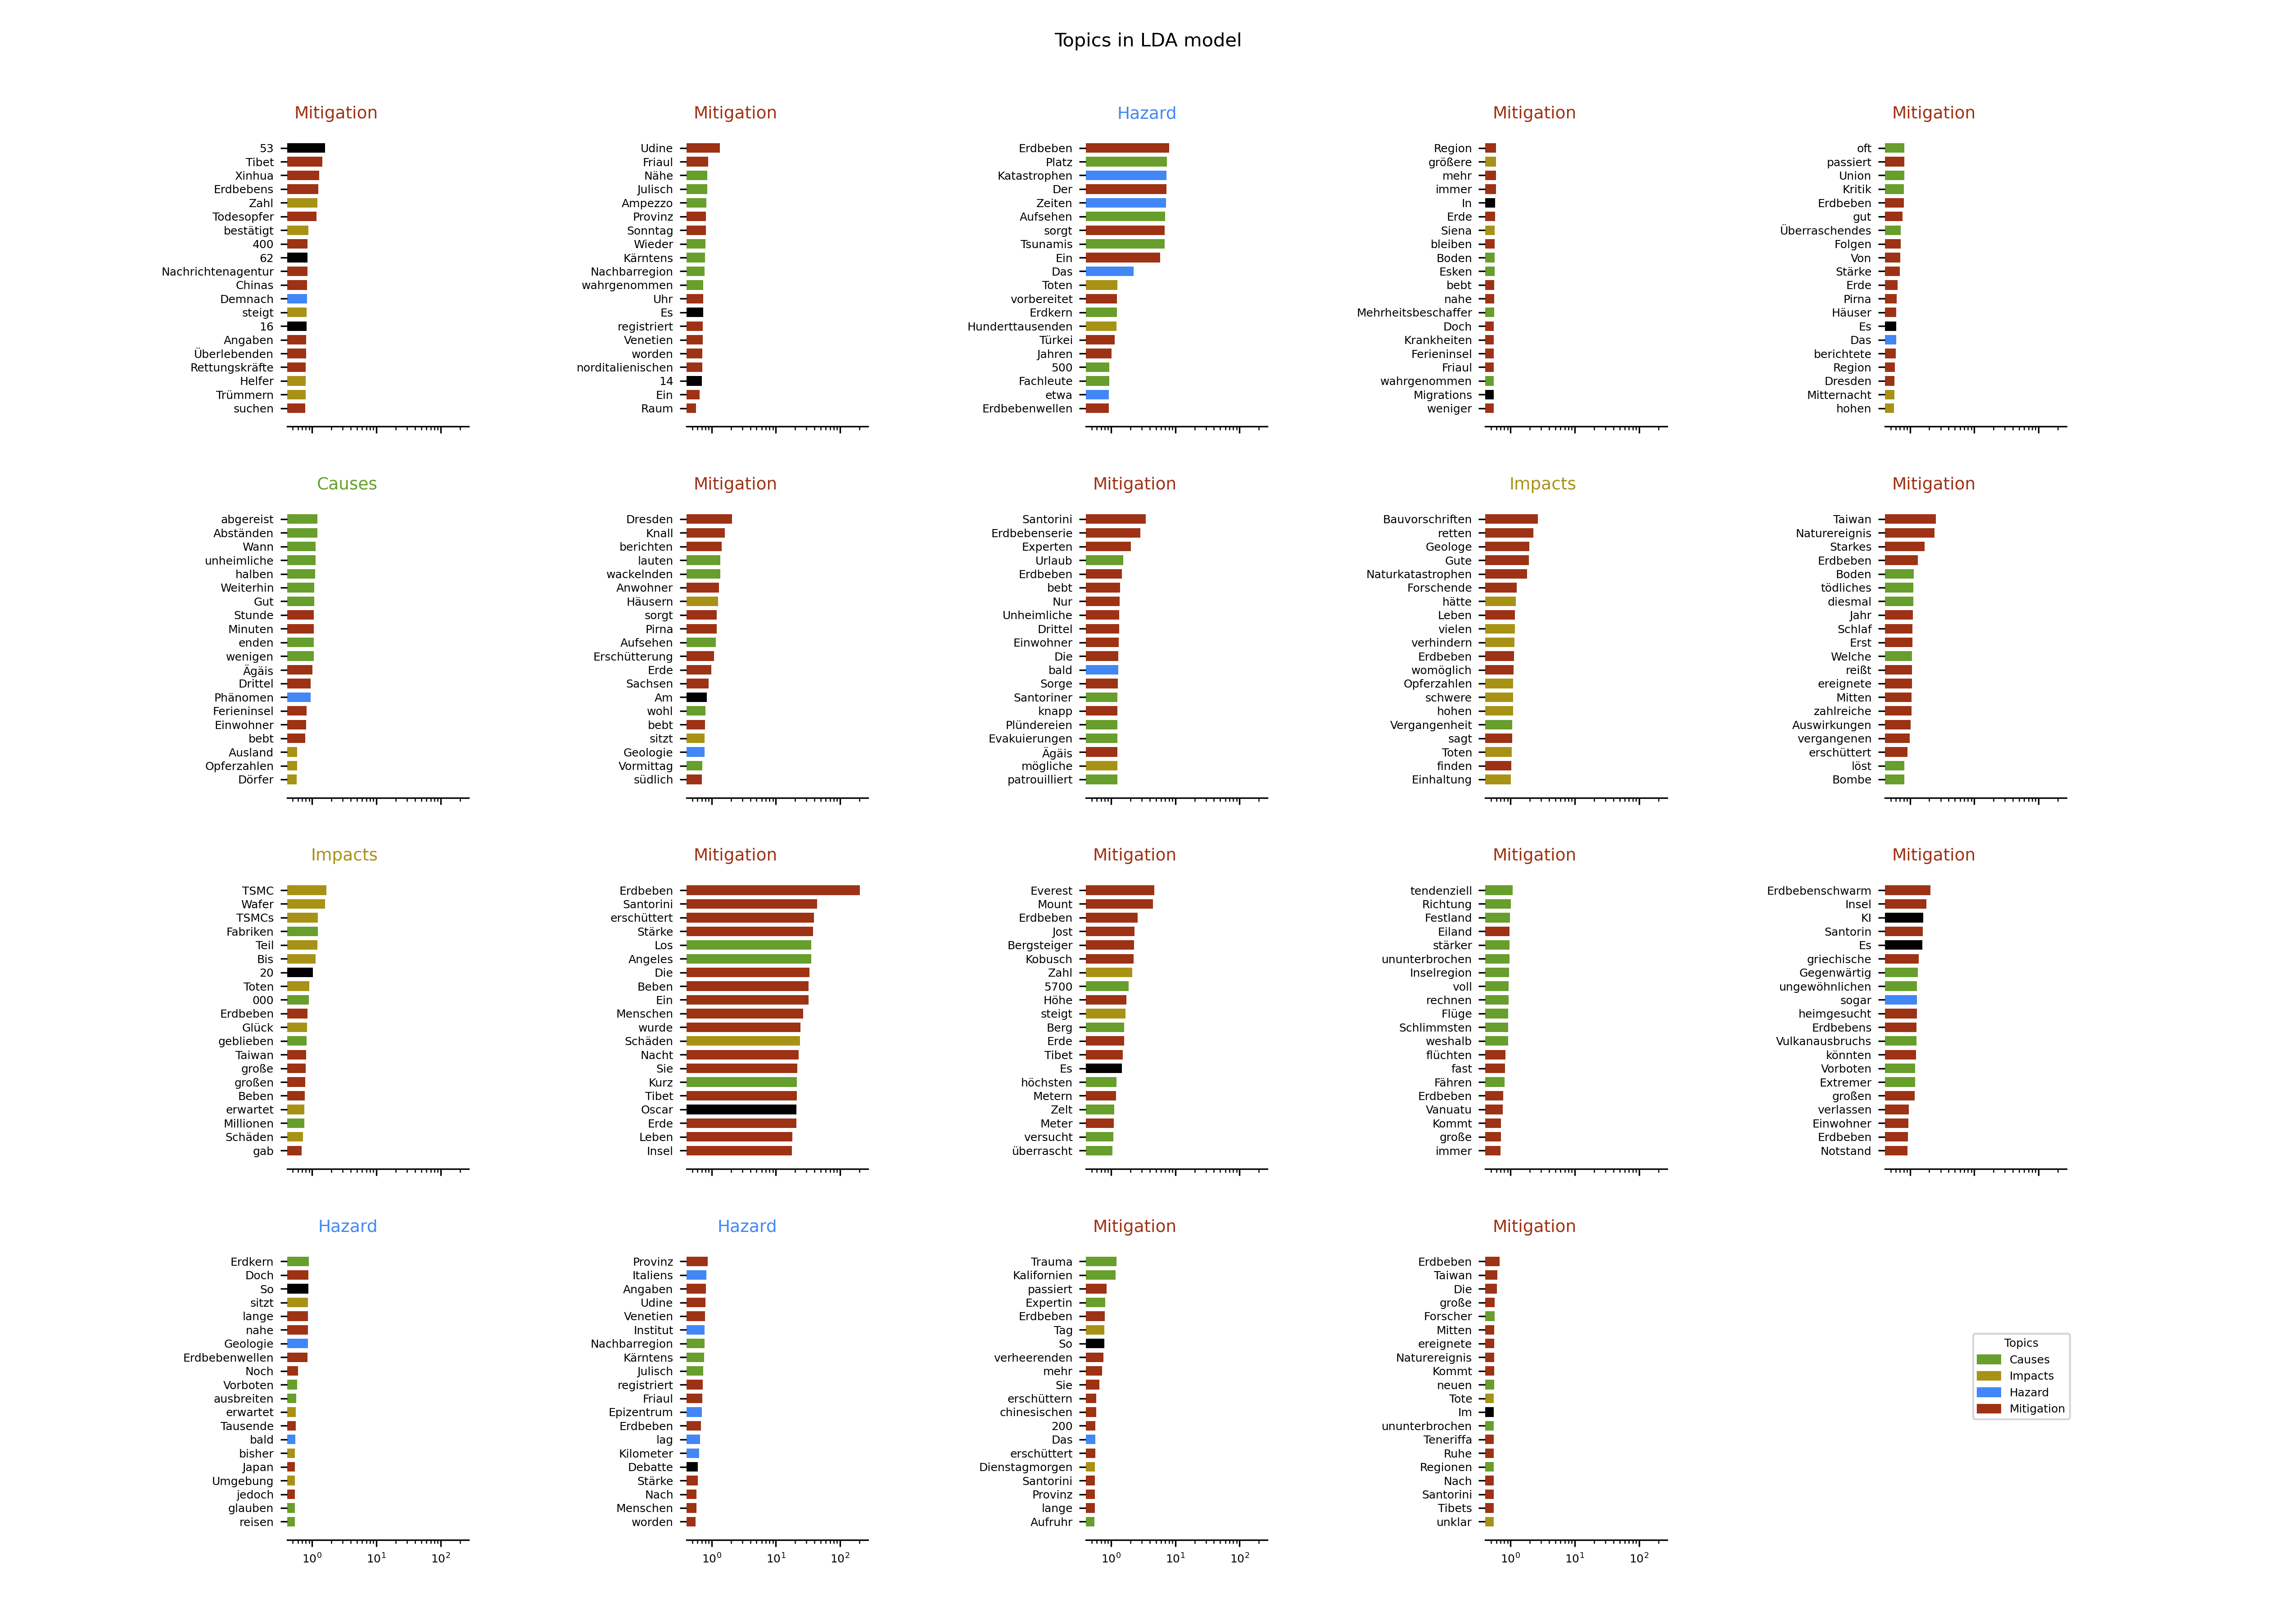 Topics in LDA model
Mitigation
53
Tibet
Xinhua
Erdbebens
Zahl
Todesopfer
bestätigt
400
62
Nachrichtenagentur
Chinas
Demnach
steigt
16
Angaben
Überlebenden
Rettungskräfte
Helfer
Trümmern
suchen
Mitigation
Udine
Friaul
Nähe
Julisch
Ampezzo
Provinz
Sonntag
Wieder
Kärntens
Nachbarregion
wahrgenommen
Uhr
Es
registriert
Venetien
worden
norditalienischen
14
Ein
Raum
Hazard
Erdbeben
Platz
Katastrophen
Der
Zeiten
Aufsehen
sorgt
Tsunamis
Ein
Das
Toten
vorbereitet
Erdkern
Hunderttausenden
Türkei
Jahren
500
Fachleute
etwa
Erdbebenwellen
Mitigation
Region
größere
mehr
immer
In
Erde
Siena
bleiben
Boden
Esken
bebt
nahe
Mehrheitsbeschaffer
Doch
Krankheiten
Ferieninsel
Friaul
wahrgenommen
Migrations
weniger
Mitigation
oft
passiert
Union
Kritik
Erdbeben
gut
Überraschendes
Folgen
Von
Stärke
Erde
Pirna
Häuser
Es
Das
berichtete
Region
Dresden
Mitternacht
hohen
Causes
abgereist
Abständen
Wann
unheimliche
halben
Weiterhin
Gut
Stunde
Minuten
enden
wenigen
Ägäis
Drittel
Phänomen
Ferieninsel
Einwohner
bebt
Ausland
Opferzahlen
Dörfer
Mitigation
Dresden
Knall
berichten
lauten
wackelnden
Anwohner
Häusern
sorgt
Pirna
Aufsehen
Erschütterung
Erde
Sachsen
Am
wohl
bebt
sitzt
Geologie
Vormittag
südlich
Mitigation
Santorini
Erdbebenserie
Experten
Urlaub
Erdbeben
bebt
Nur
Unheimliche
Drittel
Einwohner
Die
bald
Sorge
Santoriner
knapp
Plündereien
Evakuierungen
Ägäis
mögliche
patrouilliert
Impacts
Bauvorschriften
retten
Geologe
Gute
Naturkatastrophen
Forschende
hätte
Leben
vielen
verhindern
Erdbeben
womöglich
Opferzahlen
schwere
hohen
Vergangenheit
sagt
Toten
finden
Einhaltung
Mitigation
Taiwan
Naturereignis
Starkes
Erdbeben
Boden
tödliches
diesmal
Jahr
Schlaf
Erst
Welche
reißt
ereignete
Mitten
zahlreiche
Auswirkungen
vergangenen
erschüttert
löst
Bombe
Impacts
TSMC
Wafer
TSMCs
Fabriken
Teil
Bis
20
Toten
000
Erdbeben
Glück
geblieben
Taiwan
große
großen
Beben
erwartet
Millionen
Schäden
gab
Mitigation
Erdbeben
Santorini
erschüttert
Stärke
Los
Angeles
Die
Beben
Ein
Menschen
wurde
Schäden
Nacht
Sie
Kurz
Tibet
Oscar
Erde
Leben
Insel
Mitigation
Everest
Mount
Erdbeben
Jost
Bergsteiger
Kobusch
Zahl
5700
Höhe
steigt
Berg
Erde
Tibet
Es
höchsten
Metern
Zelt
Meter
versucht
überrascht
Mitigation
tendenziell
Richtung
Festland
Eiland
stärker
ununterbrochen
Inselregion
voll
rechnen
Flüge
Schlimmsten
weshalb
flüchten
fast
Fähren
Erdbeben
Vanuatu
Kommt
große
immer
Mitigation
Erdbebenschwarm
Insel
KI
Santorin
Es
griechische
Gegenwärtig
ungewöhnlichen
sogar
heimgesucht
Erdbebens
Vulkanausbruchs
könnten
Vorboten
Extremer
großen
verlassen
Einwohner
Erdbeben
Notstand
Hazard
Erdkern
Doch
So
sitzt
lange
nahe
Geologie
Erdbebenwellen
Noch
Vorboten
ausbreiten
erwartet
Tausende
bald
bisher
Japan
Umgebung
jedoch
glauben
reisen
10⁰ 10¹ 10²
Hazard
Provinz
Italiens
Angaben
Udine
Venetien
Institut
Nachbarregion
Kärntens
Julisch
registriert
Friaul
Epizentrum
Erdbeben
lag
Kilometer
Debatte
Stärke
Nach
Menschen
worden
10⁰ 10¹ 10²
Mitigation
Trauma
Kalifornien
passiert
Expertin
Erdbeben
Tag
So
verheerenden
mehr
Sie
erschüttern
chinesischen
200
Das
erschüttert
Dienstagmorgen
Santorini
Provinz
lange
Aufruhr
10⁰ 10¹ 10²
Mitigation
Erdbeben
Taiwan
Die
große
Forscher
Mitten
ereignete
Naturereignis
Kommt
neuen
Tote
Im
ununterbrochen
Teneriffa
Ruhe
Regionen
Nach
Santorini
Tibets
unklar
10⁰ 10¹ 10²
Topics
Causes
Impacts
Hazard
Mitigation